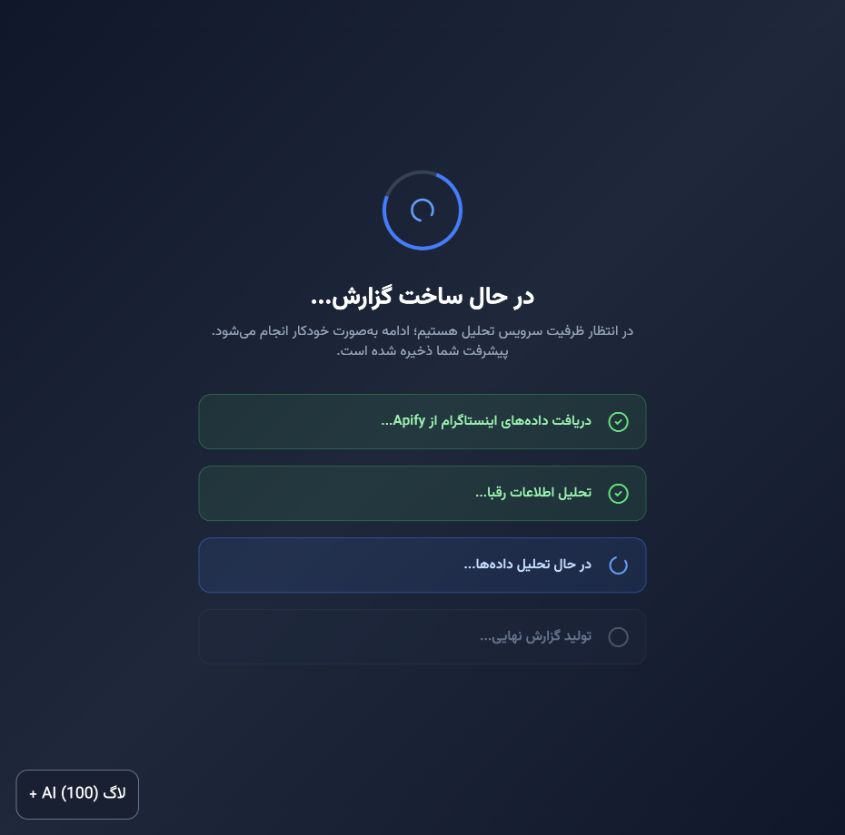 در حال ساخت گزارش...
در انتظار ظرفیت سرویس تحلیل هستیم؛ ادامه به‌صورت خودکار انجام می‌شود.
پیشرفت شما ذخیره شده است.
دریافت داده‌های اینستاگرام از Apify...
تحلیل اطلاعات رقبا...
در حال تحلیل داده‌ها...
تولید گزارش نهایی...
لاگ AI (100) +